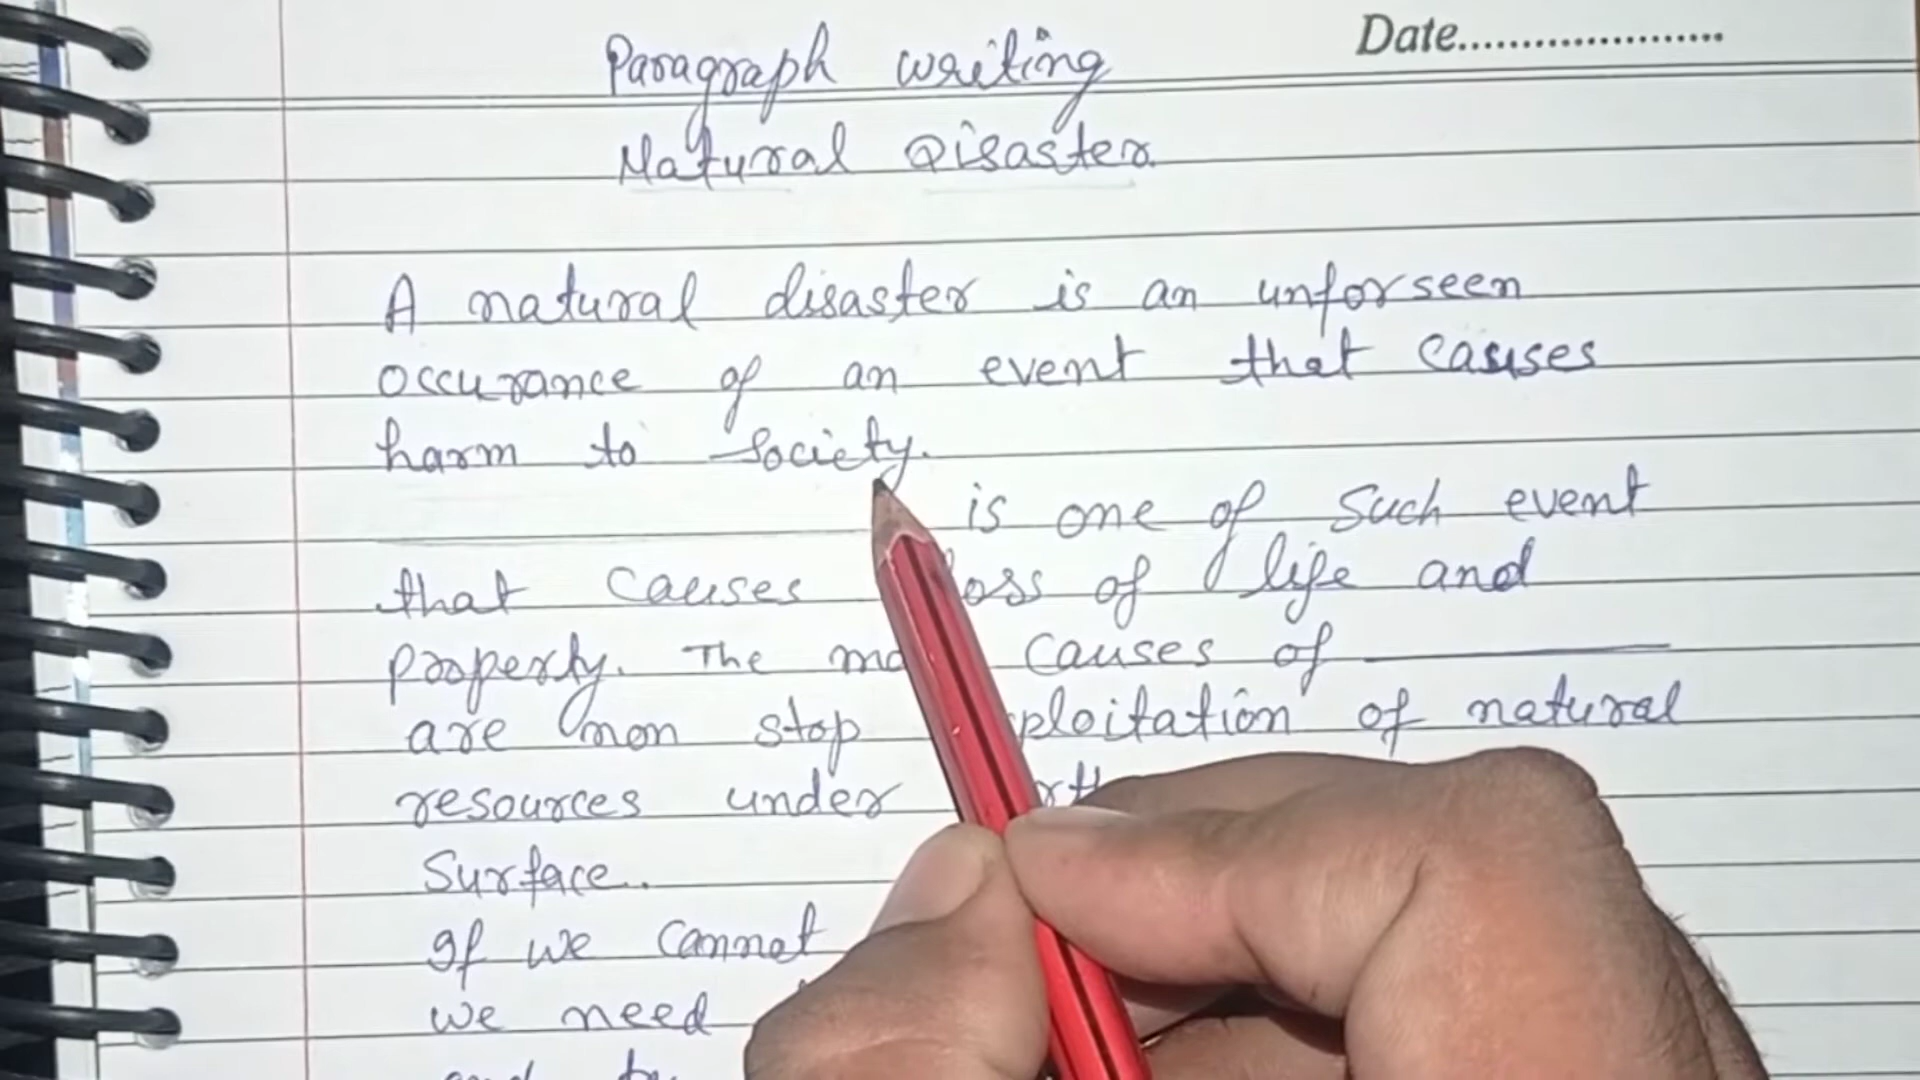 Date.....................
Paragraph writing
Natural Disaster.
A natural disaster is an unforseen
occurance of an event that causes
harm to society.
is one of such event
that causes loss of life and
property. The causes of
are non stop of natural
resources under
Surface.
If we cannot
we need
and